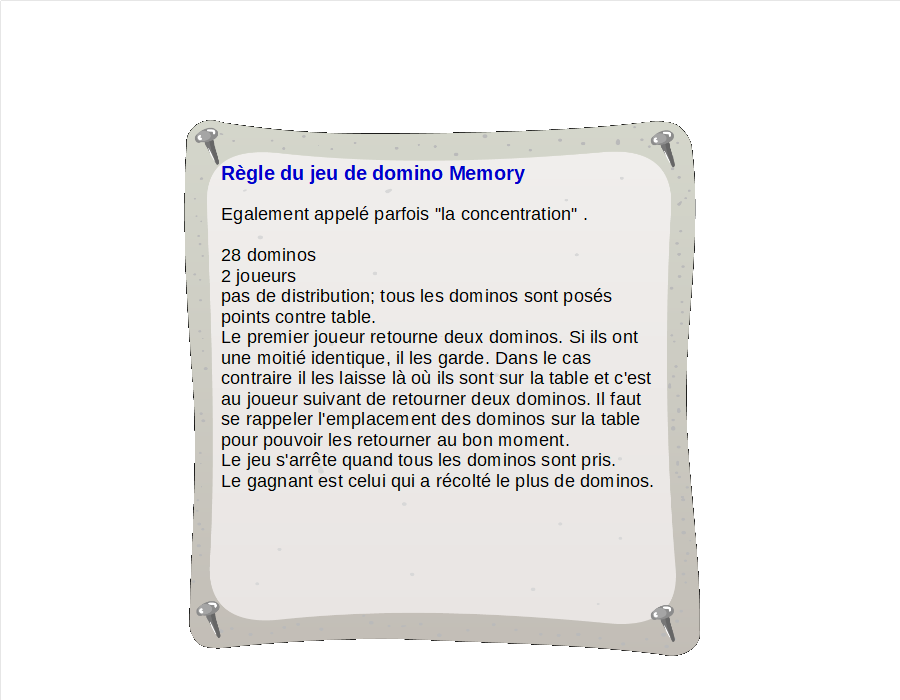 Règle du jeu de domino Memory
Egalement appelé parfois "la concentration" .
28 dominos
2 joueurs
pas de distribution; tous les dominos sont posés
points contre table.
Le premier joueur retourne deux dominos. Si ils ont
une moitié identique, il les garde. Dans le cas
contraire il les laisse là où ils sont sur la table et c'est
au joueur suivant de retourner deux dominos. Il faut
se rappeler l'emplacement des dominos sur la table
pour pouvoir les retourner au bon moment.
Le jeu s'arrête quand tous les dominos sont pris.
Le gagnant est celui qui a récolté le plus de dominos.